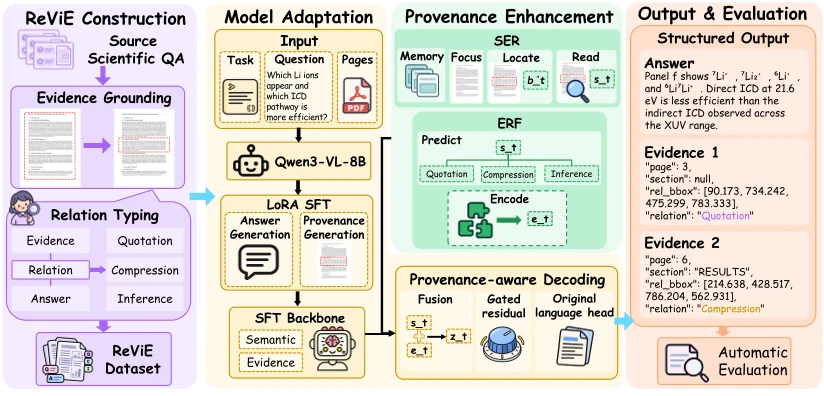 ReViE Construction
Source
Scientific QA
Evidence Grounding
Relation Typing
Evidence
Quotation
Relation
Compression
Answer
Inference
ReViE
Dataset
Model Adaptation
Input
Task
Question
Pages
Which Li ions
appear and
which ICD
pathway is
more efficient?
PDF
Qwen3-VL-8B
LoRA SFT
Answer
Generation
Provenance
Generation
SFT Backbone
Semantic
Evidence
Provenance Enhancement
SER
Memory
Focus
Locate
Read
b̂_t
s_t
ERF
Predict
s_t
Quotation
Compression
Inference
Encode
e_t
Provenance-aware Decoding
Fusion
s_t
e_t
z_t
Gated
residual
Original
language head
Output & Evaluation
Structured Output
Answer
Panel f shows ⁷Li⁺ , ⁷Li₂⁺ , ⁶Li⁺ ,
and ⁶Li⁷Li⁺ . Direct ICD at 21.6
eV is less efficient than the
indirect ICD observed across
the XUV range.
Evidence 1
"page": 3,
"section": null,
"rel_bbox": [90.173, 734.242,
475.299, 783.333],
"relation": "Quotation"
Evidence 2
"page": 6,
"section": "RESULTS",
"rel_bbox": [214.638, 428.517,
786.204, 562.931],
"relation": "Compression"
Automatic
Evaluation